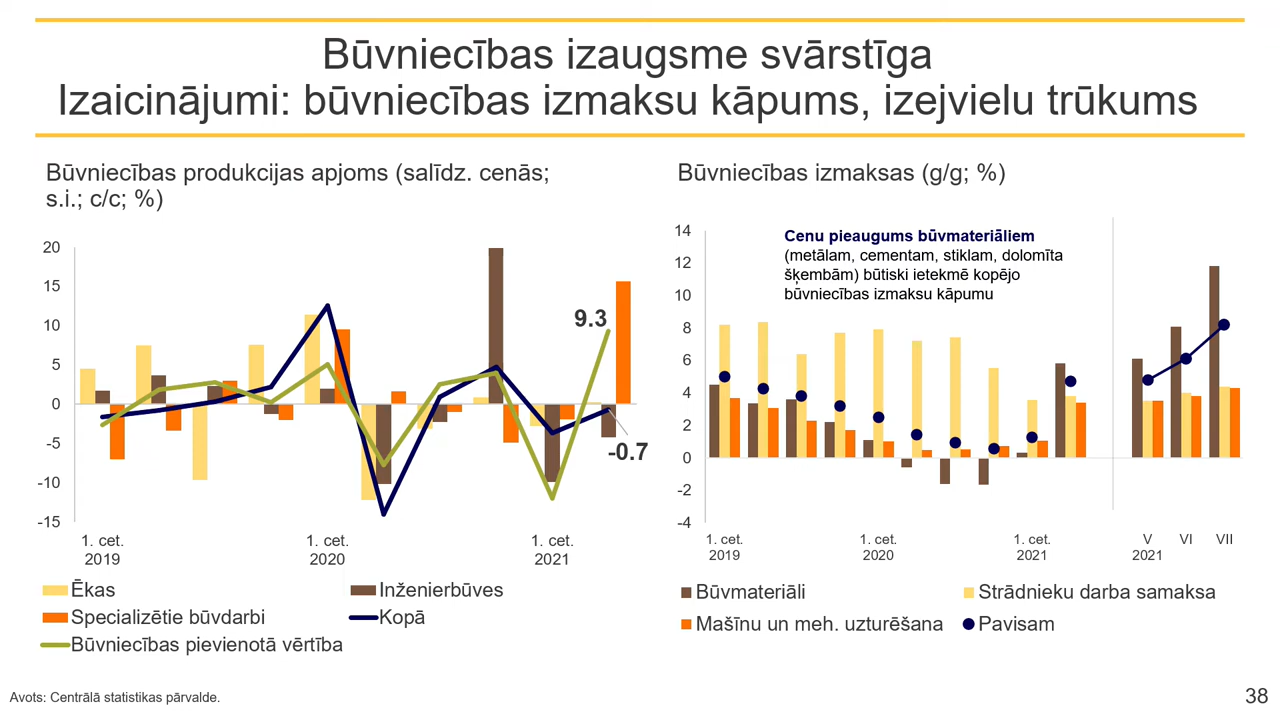 Būvniecības izaugsme svārstīga
Izaicinājumi: būvniecības izmaksu kāpums, izejvielu trūkums
Būvniecības produkcijas apjoms (salīdz. cenās;
s.i.; c/c; %)
20
15
10
5
0
-5
-10
-15
9.3
-0.7
1. cet.
2019
1. cet.
2020
1. cet.
2021
Ēkas
Inženierbūves
Specializētie būvdarbi
Kopā
Būvniecības pievienotā vērtība
Būvniecības izmaksas (g/g; %)
14
12
10
8
6
4
2
0
-2
-4
Cenu pieaugums būvmateriāliem
(metālam, cementam, stiklam, dolomīta
šķembām) būtiski ietekmē kopējo
būvniecības izmaksu kāpumu
1. cet.
2019
1. cet.
2020
1. cet.
2021
V
2021
VI
VII
Būvmateriāli
Strādnieku darba samaksa
Mašīnu un meh. uzturēšana
Pavisam
Avots: Centrālā statistikas pārvalde.
38